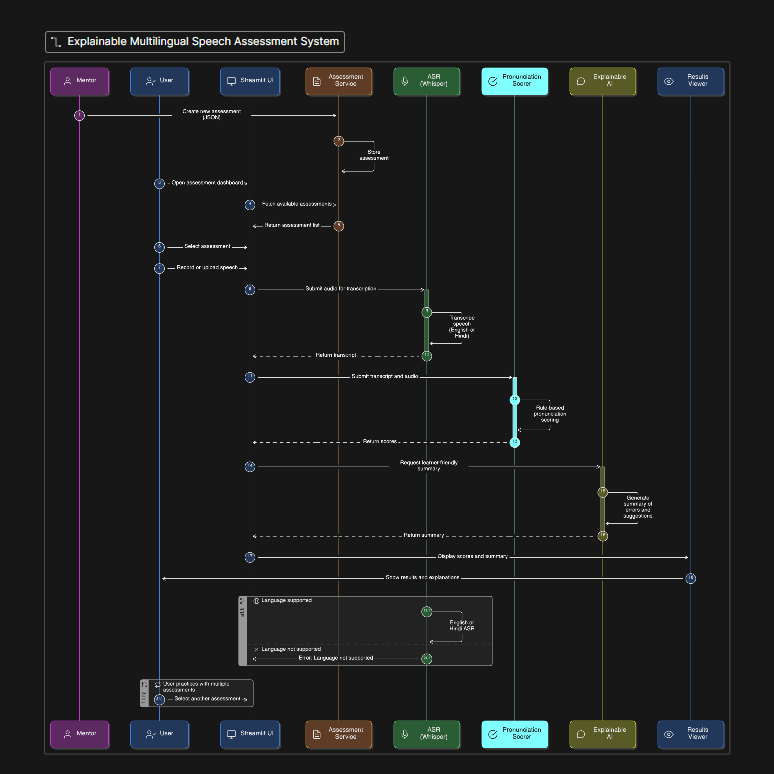 Explainable Multilingual Speech Assessment System
Mentor
User
Streamlit UI
Assessment
Service
ASR
(Whisper)
Pronunciation
Scorer
Explainable
AI
Results
Viewer
Create new assessment
(JSON)
Store
assessment
Open assessment dashboard
Fetch available assessments
Return assessment list
Select assessment
Record or upload speech
Submit audio for transcription
Transcribe
speech
(English or
Hindi)
Return transcript
Submit transcript and audio
Rule-based
pronunciation
scoring
Return scores
Request learner-friendly
summary
Generate
summary of
errors and
suggestions
Return summary
Display scores and summary
Show results and explanations
Language supported
English or
Hindi ASR
Language not supported
Error: Language not supported
User practices with multiple
assessments
Select another assessment
Mentor
User
Streamlit UI
Assessment
Service
ASR
(Whisper)
Pronunciation
Scorer
Explainable
AI
Results
Viewer